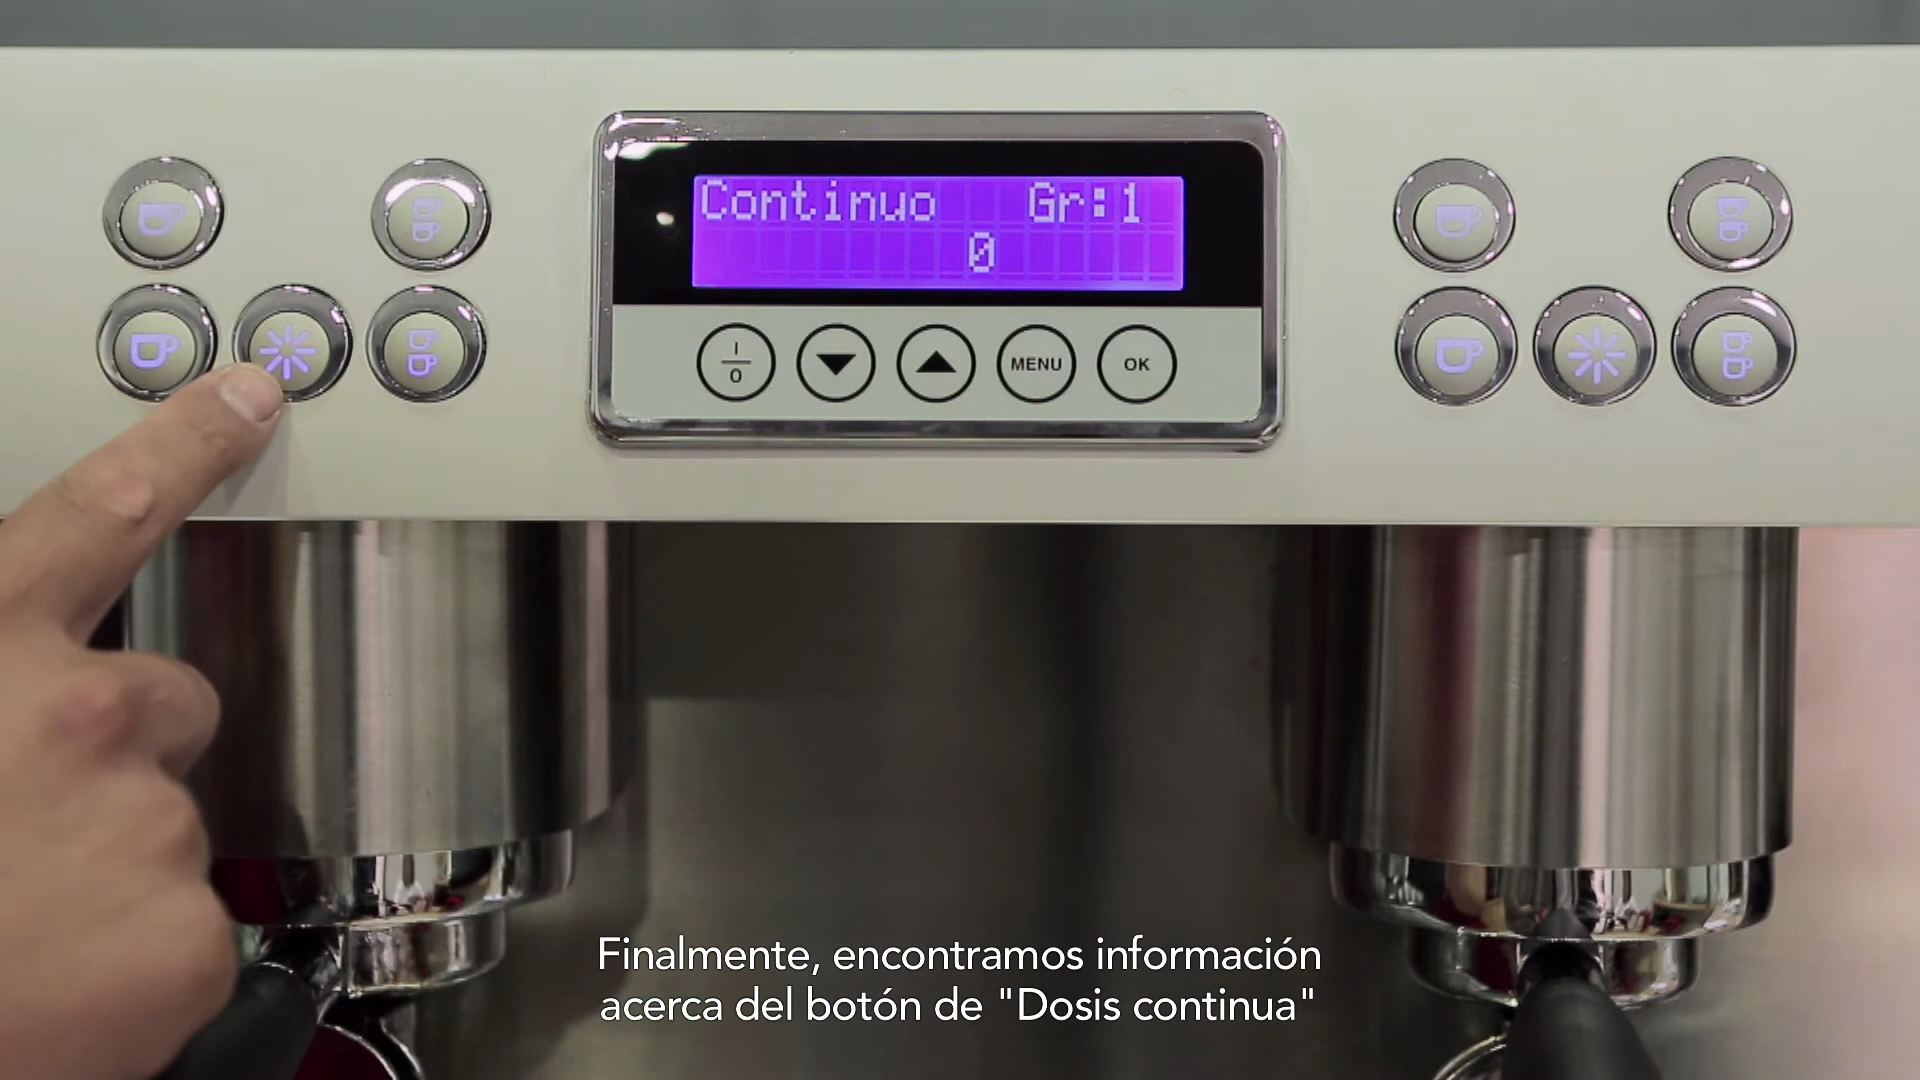 Continuo Gr:1
0
I
0
MENU
OK
Finalmente, encontramos información
acerca del botón de "Dosis continua"